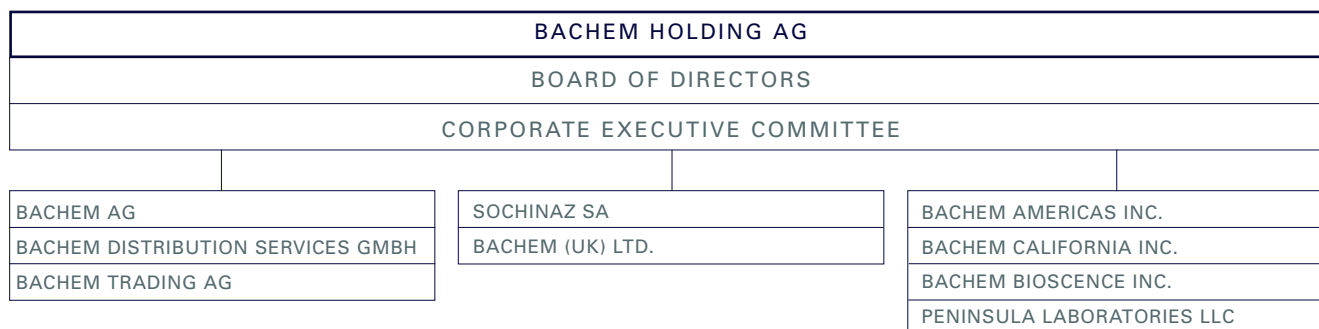 BACHEM HOLDING AG
BOARD OF DIRECTORS
CORPORATE EXECUTIVE COMMITTEE
BACHEM AG
BACHEM DISTRIBUTION SERVICES GMBH
BACHEM TRADING AG
SOCHINAZ SA
BACHEM (UK) LTD.
BACHEM AMERICAS INC.
BACHEM CALIFORNIA INC.
BACHEM BIOSCENCE INC.
PENINSULA LABORATORIES LLC